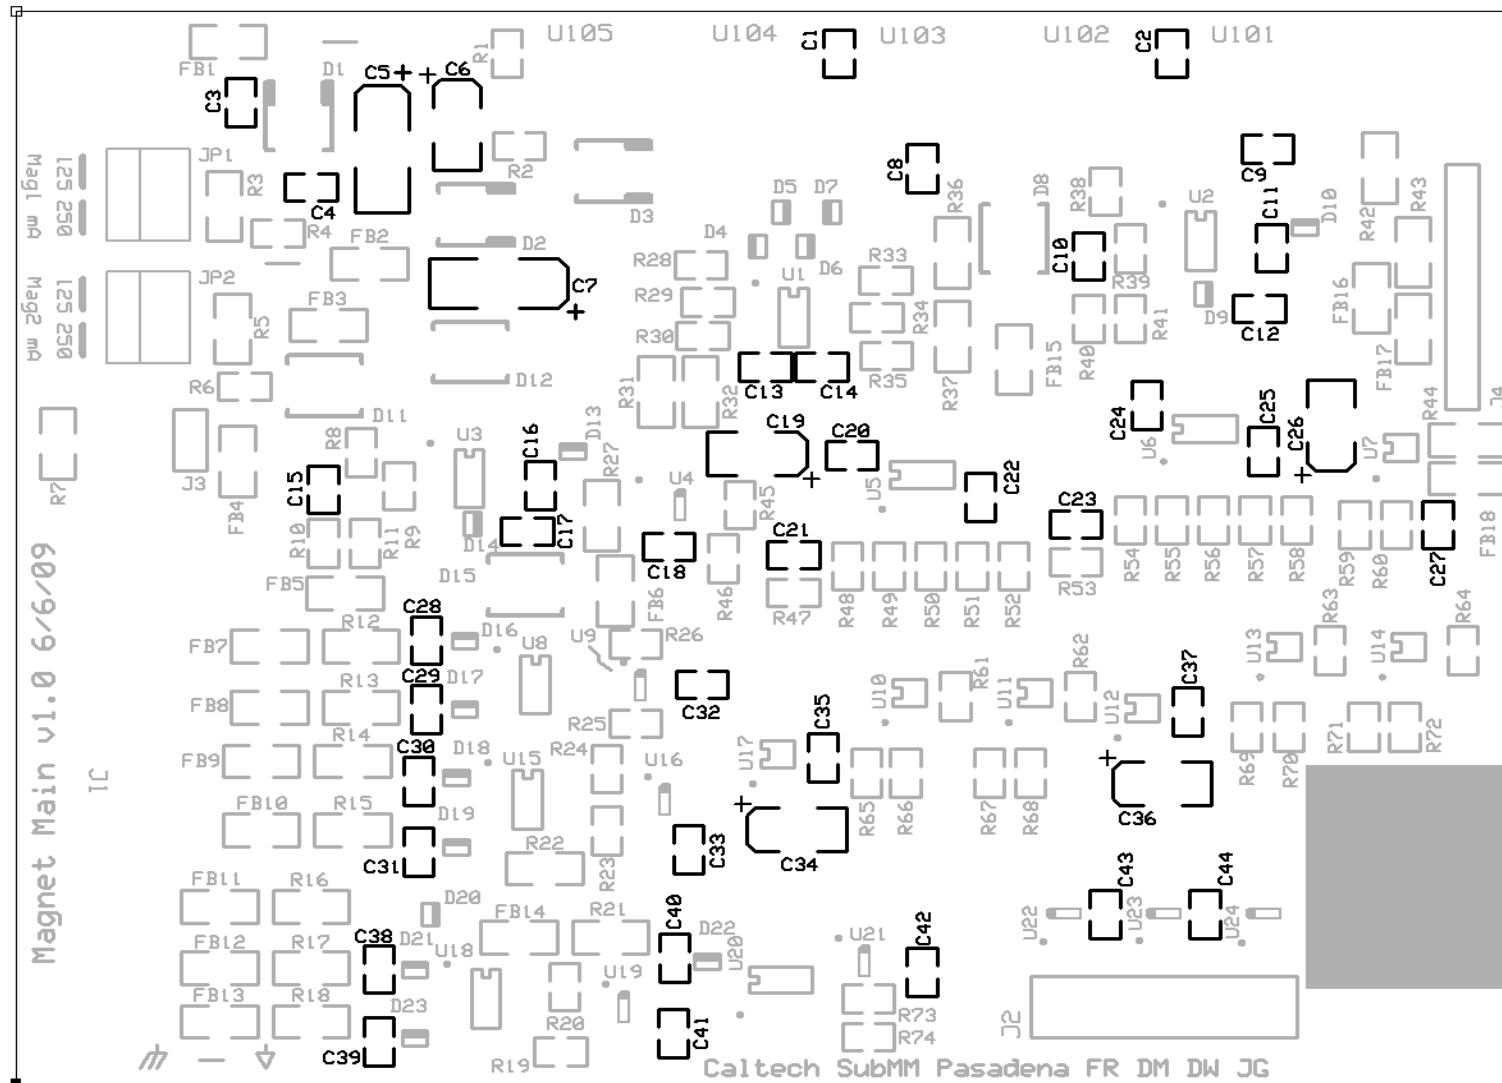 U105
U104
C1
U103
U102
C2
U101
R1
FB1
D1
C5
C6
C3
JP1
R3
C4
R4
FB2
R2
D3
D2
C7
Mag1 mA
125 250
JP2
Mag2 mA
125 250
R5
FB3
R6
D11
D12
C8
R36
D8
R38
U2
C9
C11
D10
R42
R43
D5
D7
D4
D6
R28
R29
R30
U1
R33
R34
R35
C10
R39
R41
R40
D9
C12
FB16
FB17
R37
FB15
R31
R32
C13
C14
J4
R44
R7
J3
FB4
R8
C15
R9
R10
R11
U3
C16
D13
R27
C17
D14
D15
FB5
U4
C18
C19
C20
R45
R46
C21
R47
U5
C22
R48
R49
R50
R51
R52
C23
R53
C24
U6
C25
C26
U7
R54
R55
R56
R57
R58
R59
R60
C27
FB18
FB6
C28
D16
R12
FB7
C29
D17
R13
FB8
U8
U9
R26
R25
C32
C30
D18
R14
FB9
U15
R24
U16
R23
D19
R15
FB10
C31
R22
C33
U10
R61
U11
R62
U12
C37
U13
R63
U14
R64
R69
R70
R71
R72
U17
C35
R65
R66
R67
R68
C34
C36
J1
FB11
R16
D20
FB14
R21
C40
D22
U20
U21
C42
U22
C43
U23
C44
U24
FB12
R17
C38
D21
U18
U19
FB13
R18
D23
C39
R20
R19
C41
R73
R74
J2
Magnet Main v1.0 6/6/09
Caltech SubMM Pasadena FR DM DW JG